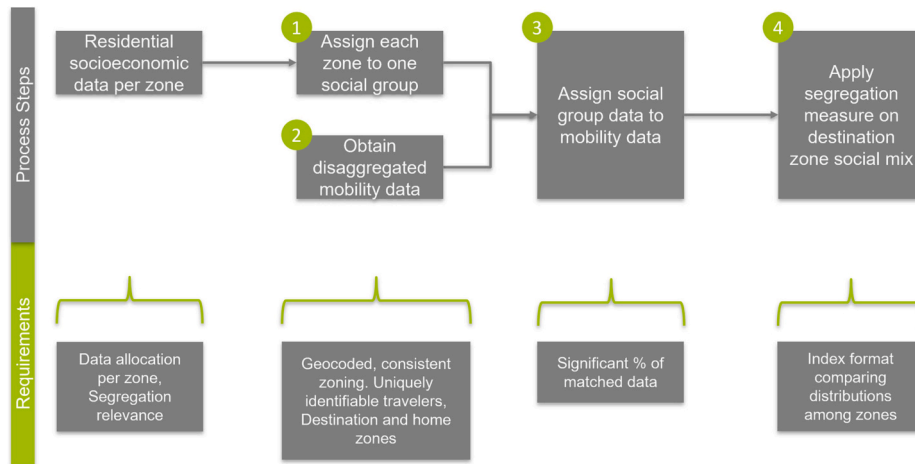 Process Steps
Residential
socioeconomic
data per zone
1
Assign each
zone to one
social group
2
Obtain
disaggregated
mobility data
3
Assign social
group data to
mobility data
4
Apply
segregation
measure on
destination
zone social mix
Requirements
Data allocation
per zone,
Segregation
relevance
Geocoded, consistent
zoning. Uniquely
identifiable travelers,
Destination and home
zones
Significant % of
matched data
Index format
comparing
distributions
among zones